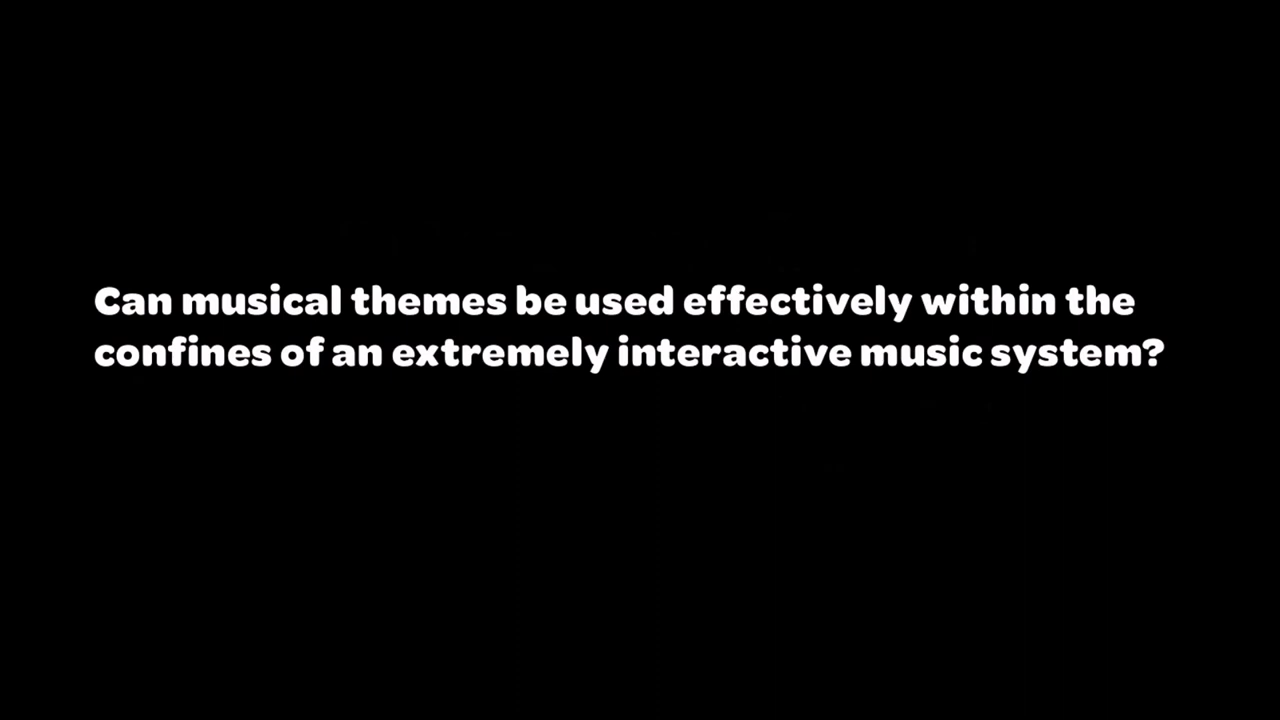 Can musical themes be used effectively within the
confines of an extremely interactive music system?